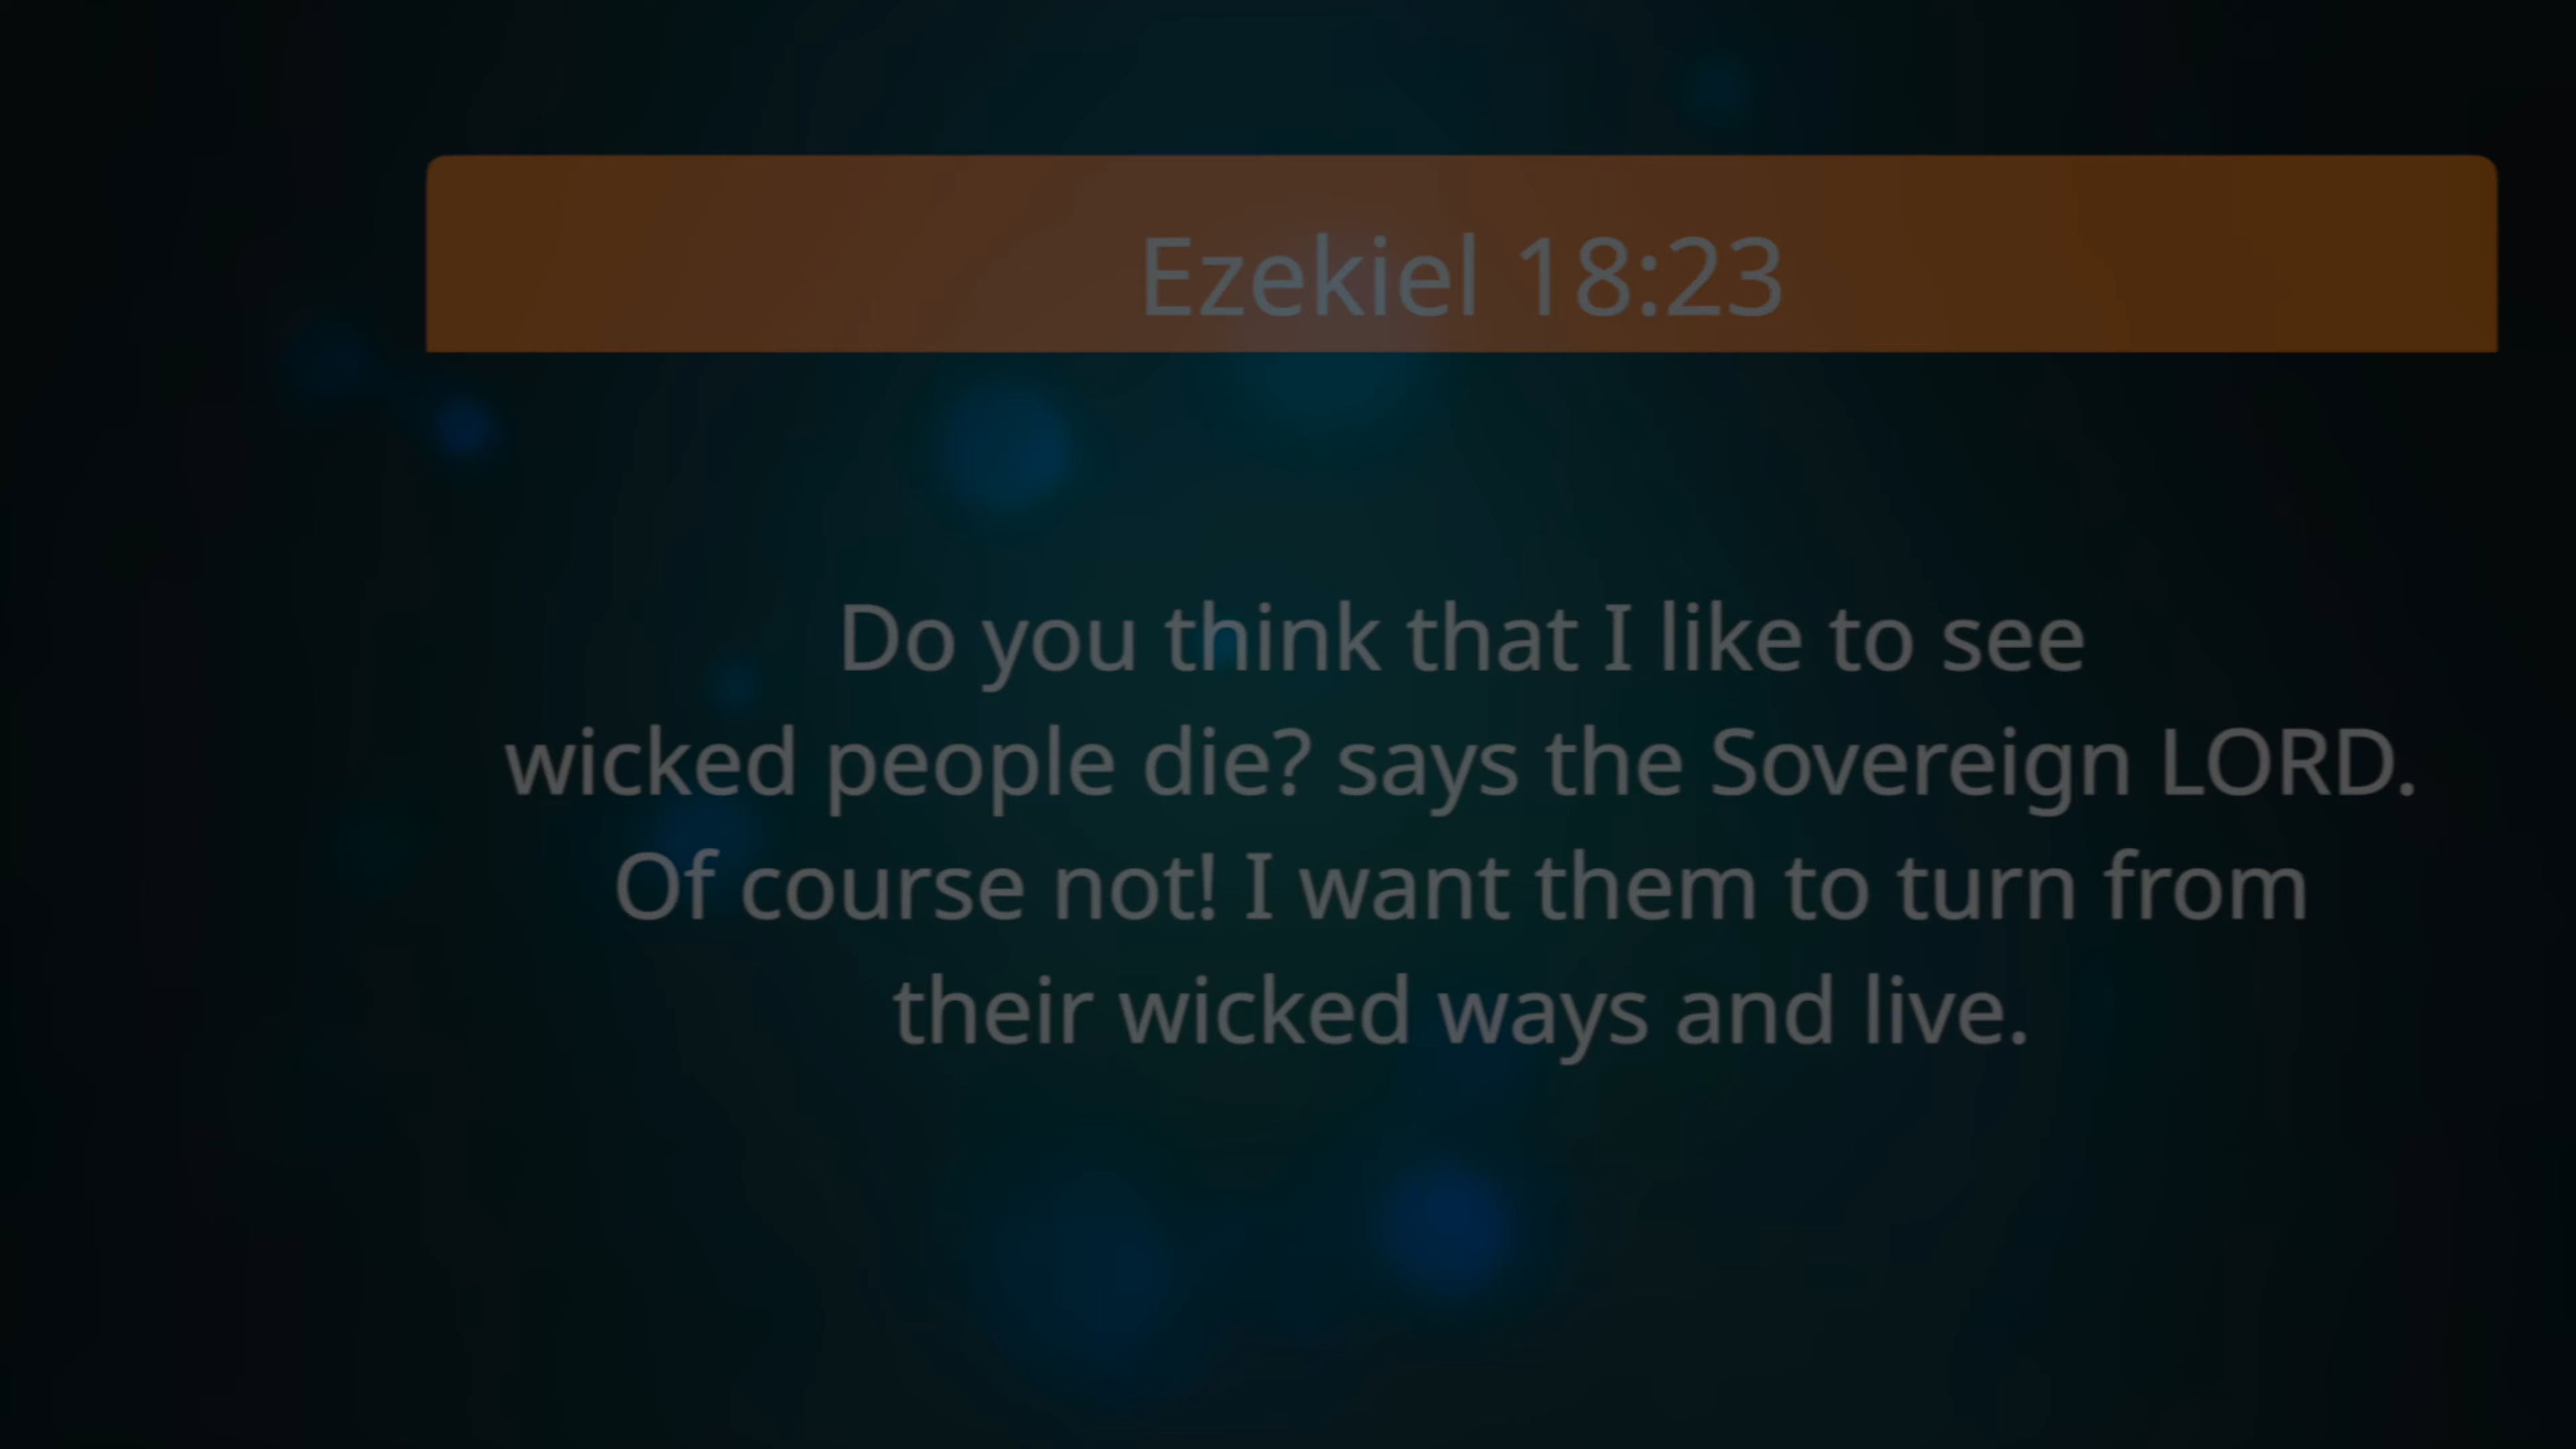 Ezekiel 18:23
Do you think that I like to see
wicked people die? says the Sovereign LORD.
Of course not! I want them to turn from
their wicked ways and live.